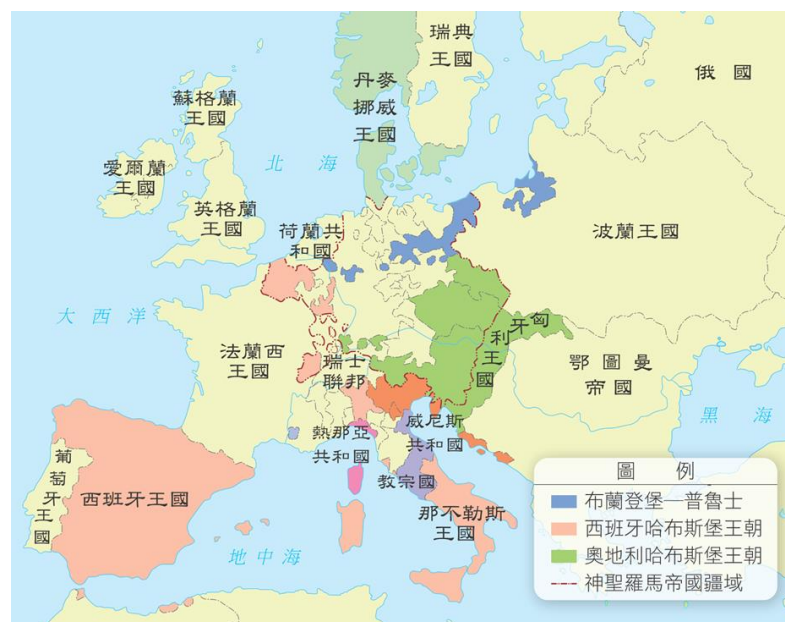 瑞典
王國
俄國
丹麥
挪威
王國
蘇格蘭
王國
北海
愛爾蘭
王國
英格蘭
王國
荷蘭共
和國
波蘭王國
大西洋
匈
牙
利
王
國
法蘭西
王國
瑞士
聯邦
鄂圖曼
帝國
黑海
威尼斯
共和國
熱那亞
共和國
葡
萄
牙
王
國
西班牙王國
教宗國
那不勒斯
王國
地中海
圖例
布蘭登堡─普魯士
西班牙哈布斯堡王朝
奧地利哈布斯堡王朝
神聖羅馬帝國疆域